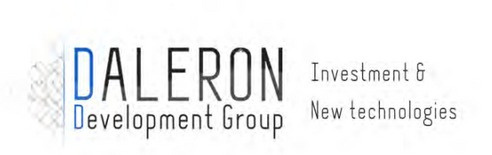 DALERON
Development Group
Investment &
New technologies